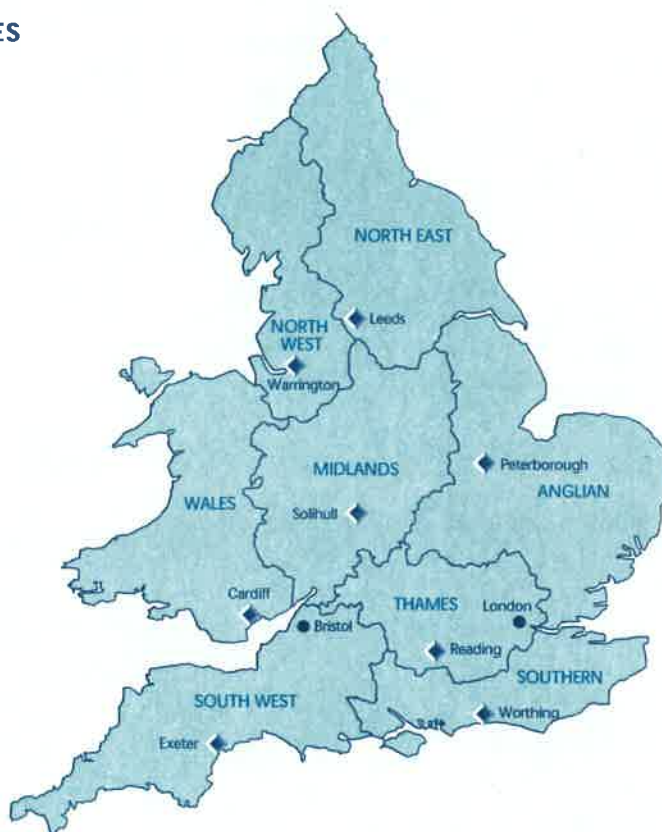 ES
NORTH EAST
Leeds
NORTH
WEST
Warrington
MIDLANDS
Peterborough
ANGLIAN
WALES
Solihull
Cardiff
THAMES
London
Bristol
Reading
SOUTHERN
SOUTH WEST
Worthing
Exeter